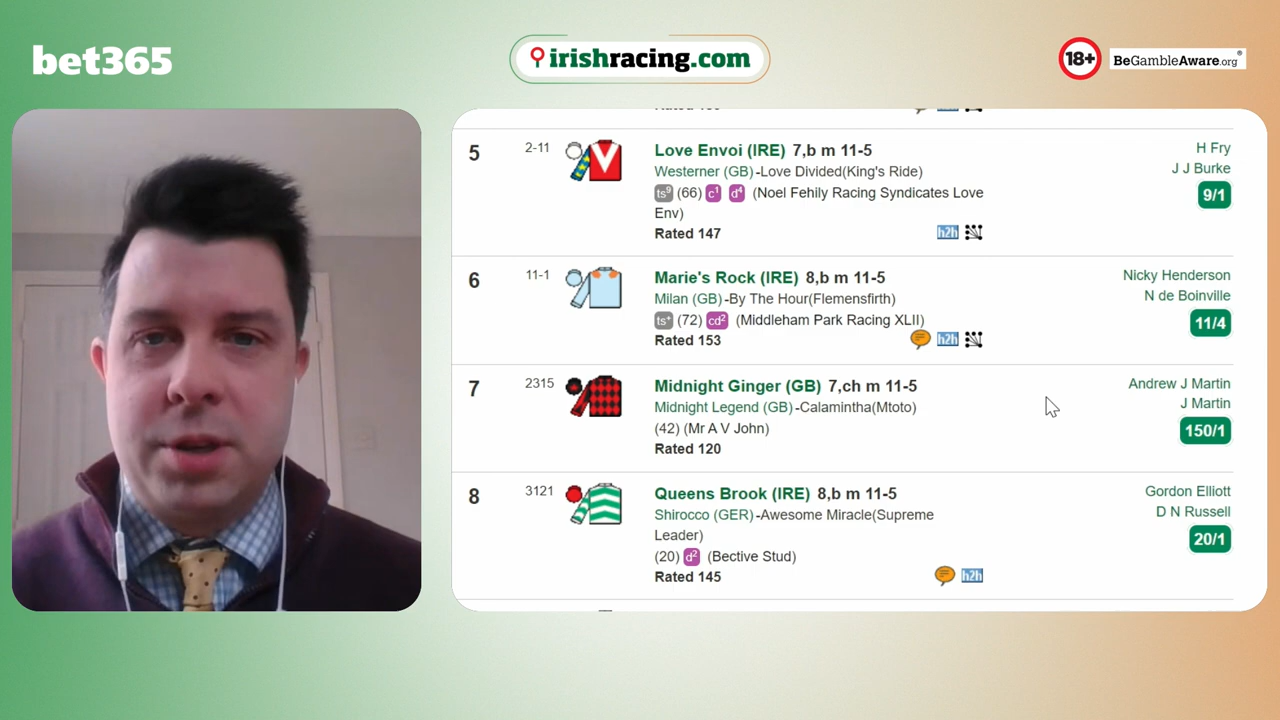 bet365
irishracing.com
18+
BeGambleAware.org®
5
2-11
Love Envoi (IRE) 7,b m 11-5
H Fry
Westerner (GB)-Love Divided(King's Ride)
J J Burke
ts9 (66) c1 d4 (Noel Fehily Racing Syndicates Love
9/1
Env)
Rated 147
h2h
6
11-1
Marie's Rock (IRE) 8,b m 11-5
Nicky Henderson
Milan (GB)-By The Hour(Flemensfirth)
N de Boinville
ts* (72) cd2 (Middleham Park Racing XLII)
11/4
Rated 153
h2h
7
2315
Midnight Ginger (GB) 7,ch m 11-5
Andrew J Martin
Midnight Legend (GB)-Calamintha(Mtoto)
J Martin
(42) (Mr A V John)
150/1
Rated 120
8
3121
Queens Brook (IRE) 8,b m 11-5
Gordon Elliott
Shirocco (GER)-Awesome Miracle(Supreme
D N Russell
Leader)
20/1
(20) d2 (Bective Stud)
Rated 145
h2h